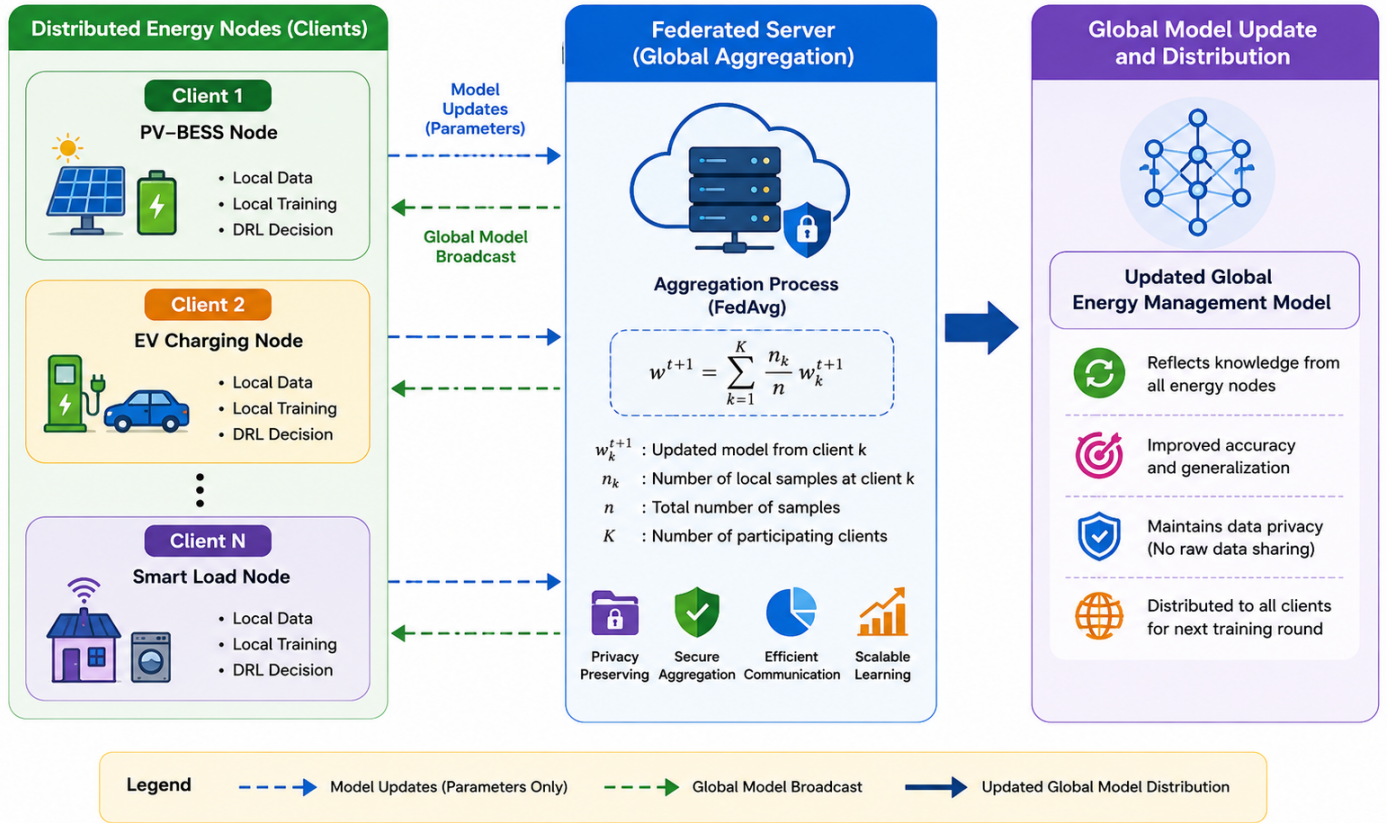 Distributed Energy Nodes (Clients)
Client 1
PV–BESS Node
• Local Data
• Local Training
• DRL Decision
Client 2
EV Charging Node
• Local Data
• Local Training
• DRL Decision
Client N
Smart Load Node
• Local Data
• Local Training
• DRL Decision
Model
Updates
(Parameters)
Global Model
Broadcast
Federated Server
(Global Aggregation)
Aggregation Process
(FedAvg)
w^{t+1} = \sum_{k=1}^{K} \frac{n_k}{n} w_k^{t+1}
w_k^{t+1} : Updated model from client k
n_k : Number of local samples at client k
n : Total number of samples
K : Number of participating clients
Privacy
Preserving
Secure
Aggregation
Efficient
Communication
Scalable
Learning
Global Model Update
and Distribution
Updated Global
Energy Management Model
Reflects knowledge from
all energy nodes
Improved accuracy
and generalization
Maintains data privacy
(No raw data sharing)
Distributed to all clients
for next training round
Legend
Model Updates (Parameters Only)
Global Model Broadcast
Updated Global Model Distribution